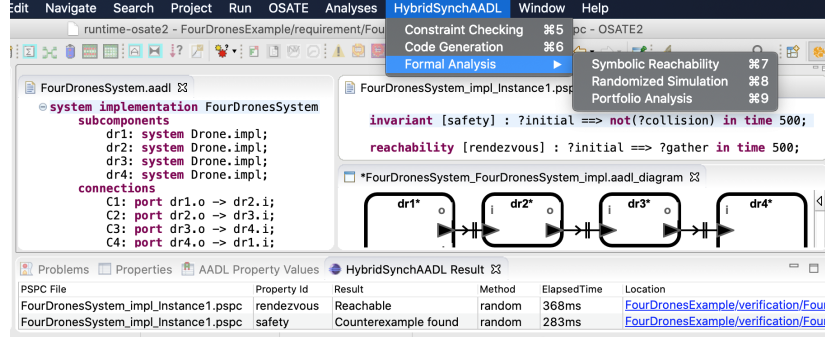 Edit Navigate Search Project Run OSATE Analyses HybridSynchAADL Window Help
runtime-osate2 - FourDronesExample/requirement/Fou
pc - OSATE2
Constraint Checking ⌘5
Code Generation ⌘6
Formal Analysis ▶
Symbolic Reachability ⌘7
Randomized Simulation ⌘8
Portfolio Analysis ⌘9
FourDronesSystem.aadl
system implementation FourDronesSystem
subcomponents
dr1: system Drone.impl;
dr2: system Drone.impl;
dr3: system Drone.impl;
dr4: system Drone.impl;
connections
C1: port dr1.o -> dr2.i;
C2: port dr2.o -> dr3.i;
C3: port dr3.o -> dr4.i;
C4: port dr4.o -> dr1.i;
FourDronesSystem_impl_Instance1.psp
invariant [safety] : ?initial ==> not(?collision) in time 500;
reachability [rendezvous] : ?initial ==> ?gather in time 500;
*FourDronesSystem_FourDronesSystem_impl.aadl_diagram
dr1* dr2* dr3* dr4*
o i o i o i
Problems Properties AADL Property Values HybridSynchAADL Result
PSPC File Property Id Result Method ElapsedTime Location
FourDronesSystem_impl_Instance1.pspc rendezvous Reachable random 368ms FourDronesExample/verification/Four
FourDronesSystem_impl_Instance1.pspc safety Counterexample found random 283ms FourDronesExample/verification/Four